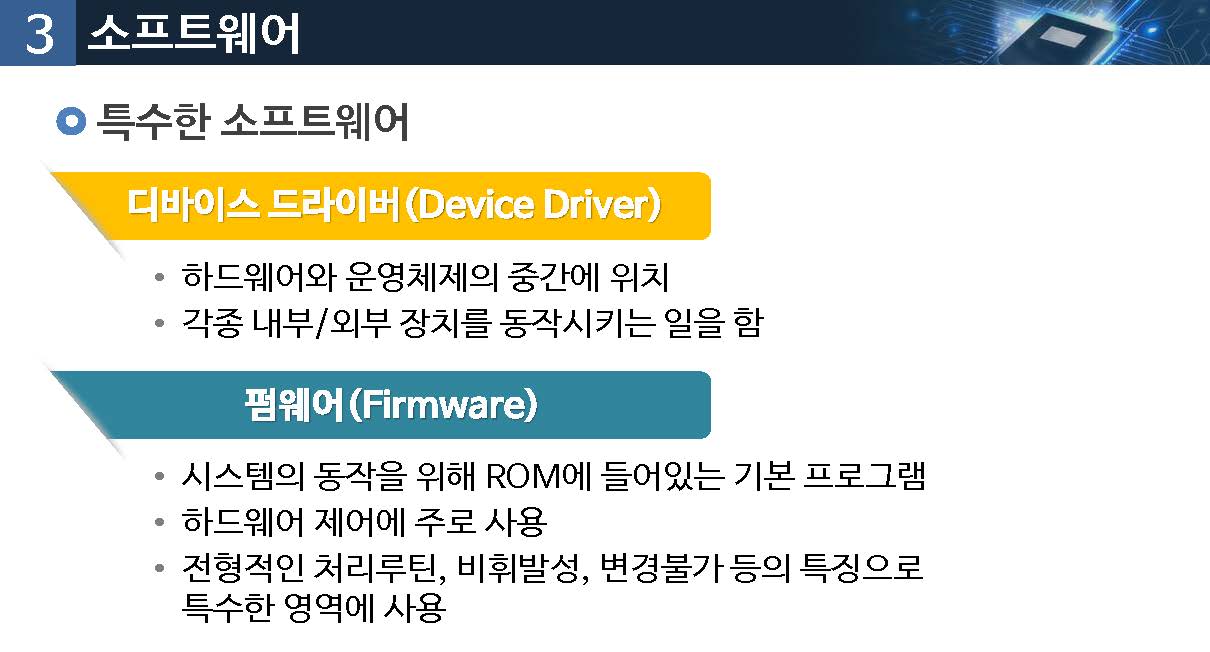 3 소프트웨어
특수한 소프트웨어
디바이스 드라이버(Device Driver)
• 하드웨어와 운영체제의 중간에 위치
• 각종 내부/외부 장치를 동작시키는 일을 함
펌웨어(Firmware)
• 시스템의 동작을 위해 ROM에 들어있는 기본 프로그램
• 하드웨어 제어에 주로 사용
• 전형적인 처리루틴, 비휘발성, 변경불가 등의 특징으로
특수한 영역에 사용